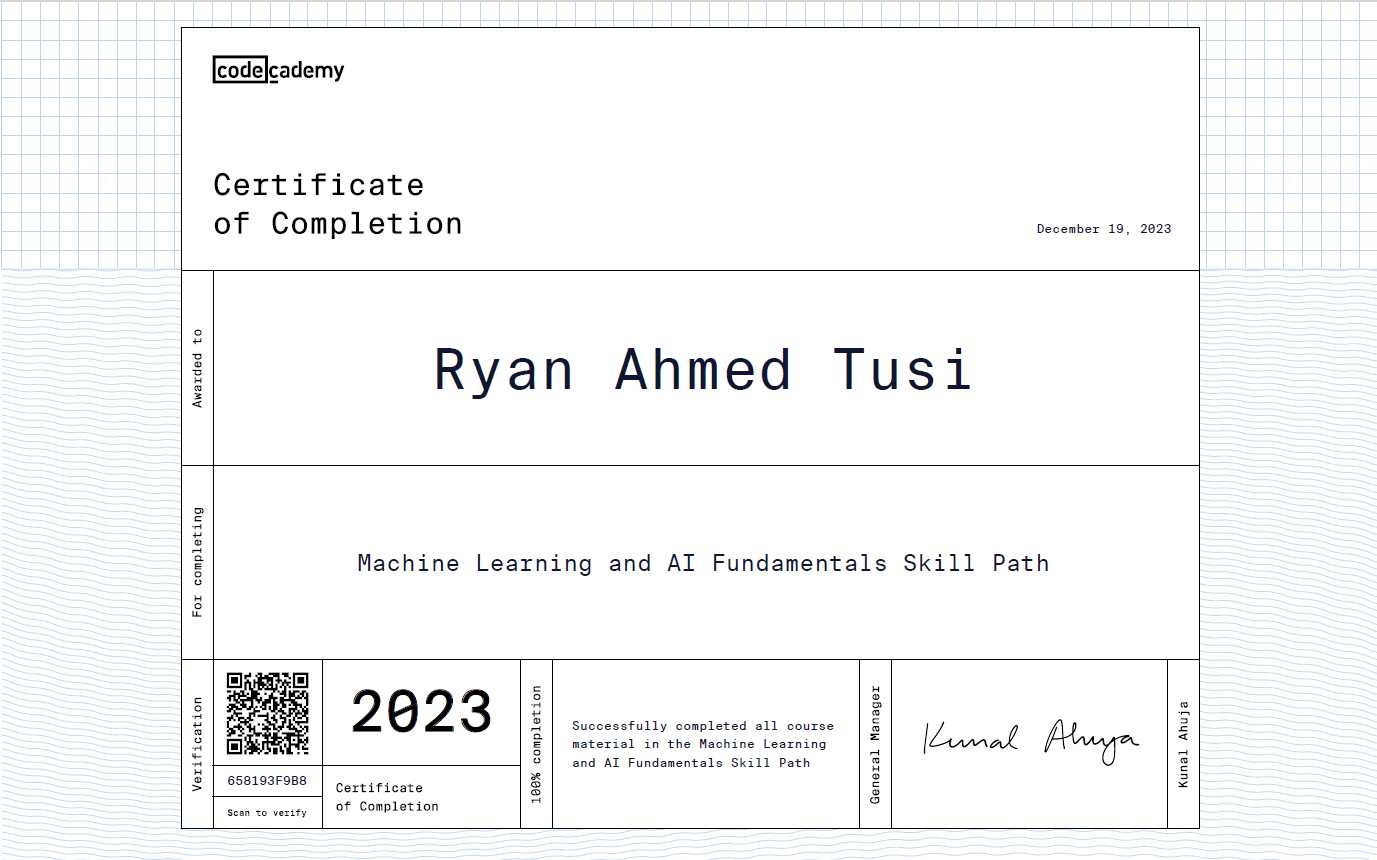 codecademy
Certificate
of Completion
December 19, 2023
Awarded to
Ryan Ahmed Tusi
For completing
Machine Learning and AI Fundamentals Skill Path
Verification
658193F9B8
Scan to verify
2023
Certificate
of Completion
100% completion
Successfully completed all course
material in the Machine Learning
and AI Fundamentals Skill Path
General Manager
Kunal Ahuja
Kunal Ahuja